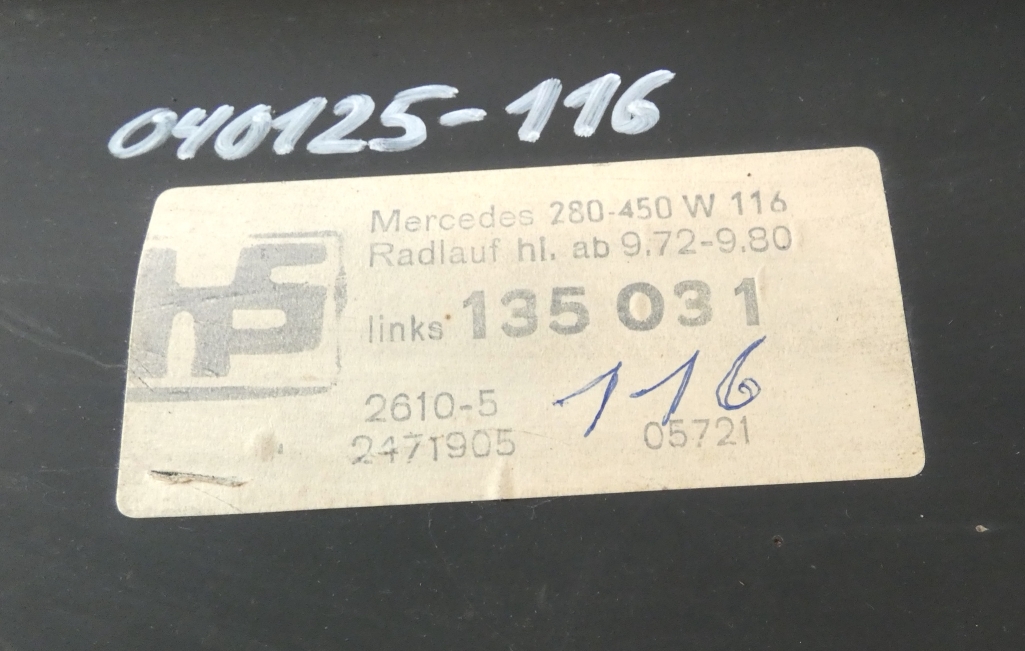 040125-116
Mercedes 280-450 W 116
Radlauf hl. ab 9.72-9.80
hps
links 135 031
116
2610-5
2471905 05721